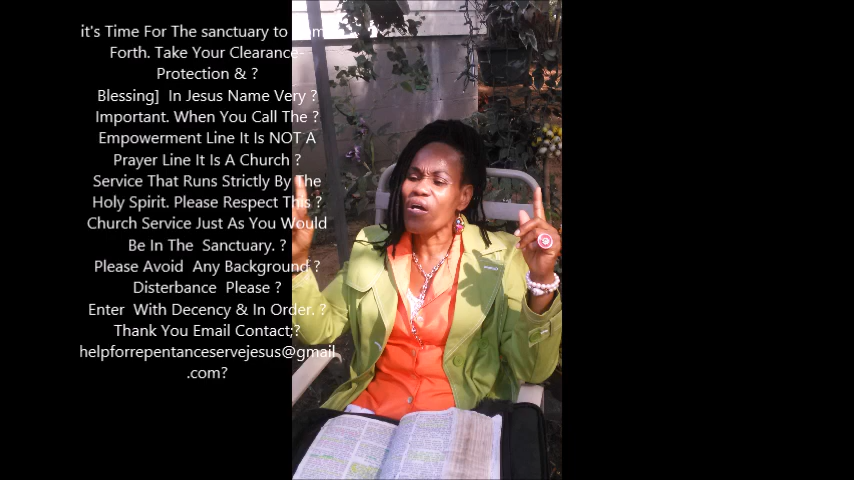 it's Time For The sanctuary to
Forth. Take Your Clearance-
Protection & ?
Blessing] In Jesus Name Very ?
Important. When You Call The ?
Empowerment Line It Is NOT A
Prayer Line It Is A Church ?
Service That Runs Strictly By The
Holy Spirit. Please Respect This ?
Church Service Just As You Would
Be In The Sanctuary. ?
Please Avoid Any Background ?
Disterbance Please ?
Enter With Decency & In Order. ?
Thank You Email Contact;?
helpforrepentanceservejesus@gmail
.com?